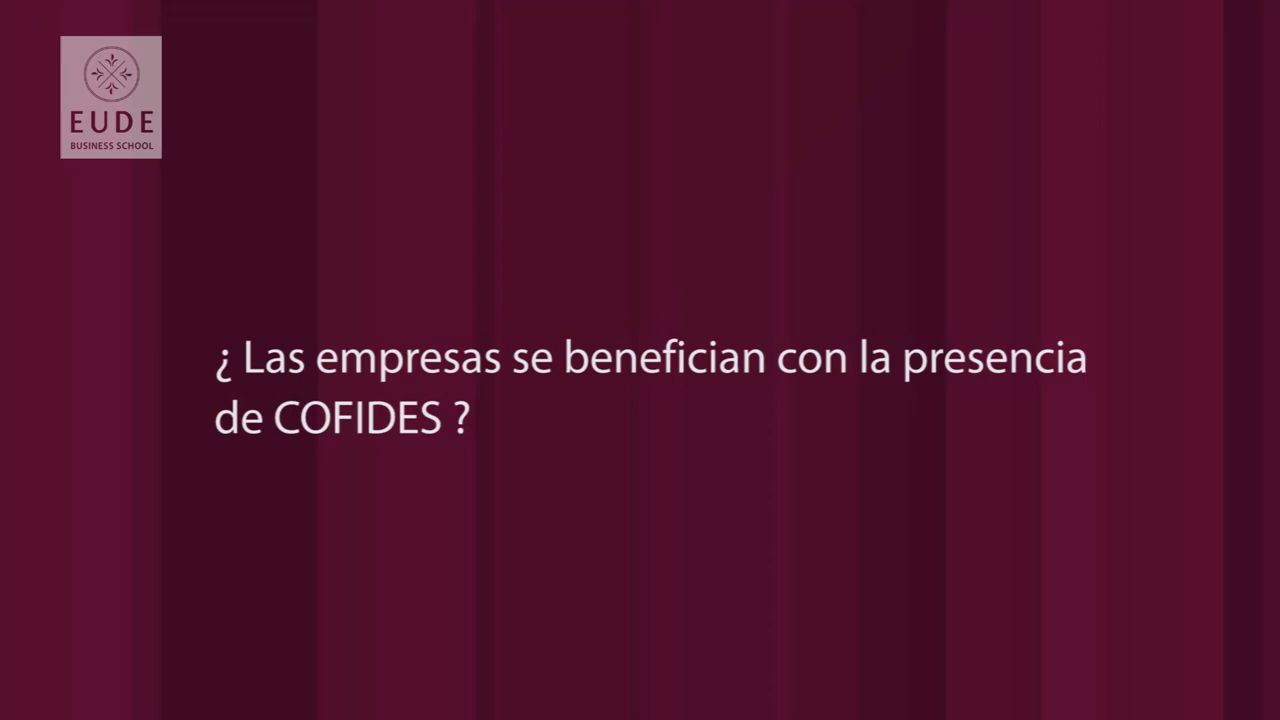 EUDE
BUSINESS SCHOOL
¿ Las empresas se benefician con la presencia
de COFIDES ?